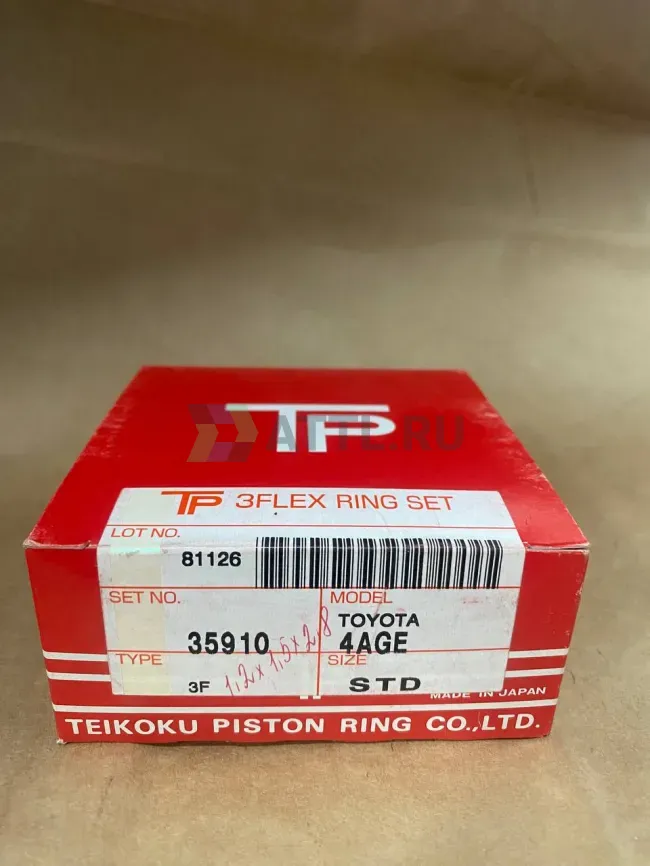 TP
ATTL.RU
TP 3FLEX RING SET
LOT NO.
81126
SET NO.
35910
MODEL
TOYOTA
4AGE
TYPE
3F
1,2x1,5x2,8
SIZE
STD
MADE IN JAPAN
TEIKOKU PISTON RING CO.,LTD.